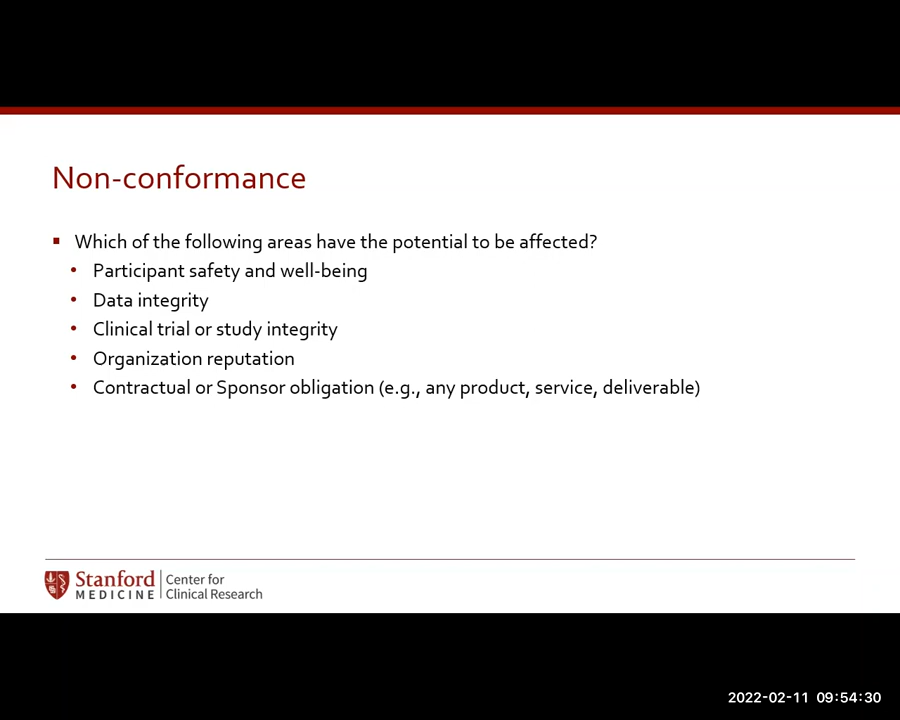 Non-conformance
Which of the following areas have the potential to be affected?
Participant safety and well-being
Data integrity
Clinical trial or study integrity
Organization reputation
Contractual or Sponsor obligation (e.g., any product, service, deliverable)
Stanford
MEDICINE
Center for
Clinical Research
2022-02-11 09:54:30